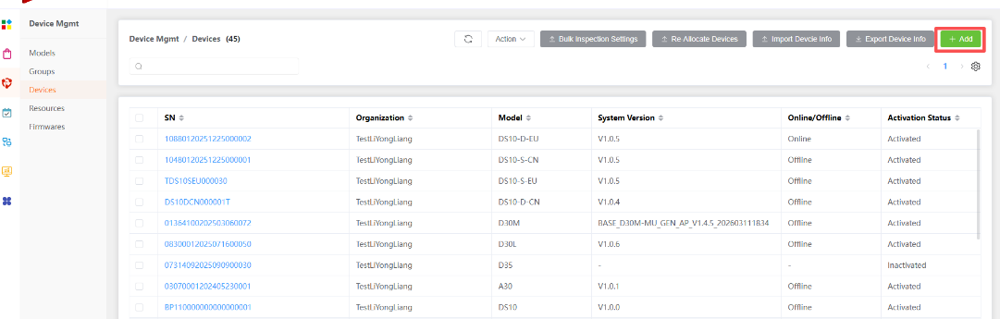 Device Mgmt
Models
Groups
Devices
Resources
Firmwares
Device Mgmt / Devices (45)
Action
Bulk Inspection Settings
Re Allocate Devices
Import Devcie Info
Export Device Info
+ Add
1
SN Organization Model System Version Online/Offline Activation Status
10880120251225000002 TestLiYongLiang DS10-D-EU V1.0.5 Online Activated
10480120251225000001 TestLiYongLiang DS10-S-CN V1.0.5 Offline Activated
TDS10SEU000030 TestLiYongLiang DS10-S-EU V1.0.5 Offline Activated
DS10DCN000001T TestLiYongLiang DS10-D-CN V1.0.4 Offline Activated
01364100202503060072 TestLiYongLiang D30M BASE_D30M-MU_GEN_AP_V1.4.5_202603111834 Offline Activated
08300012025071600050 TestLiYongLiang D30L V1.0.6 Offline Activated
07314092025090900030 TestLiYongLiang D35 - - Inactivated
03070001202405230001 TestLiYongLiang A30 V1.0.1 Offline Activated
BP110000000000000001 TestLiYongLiang DS10 V1.0.0 Offline Activated